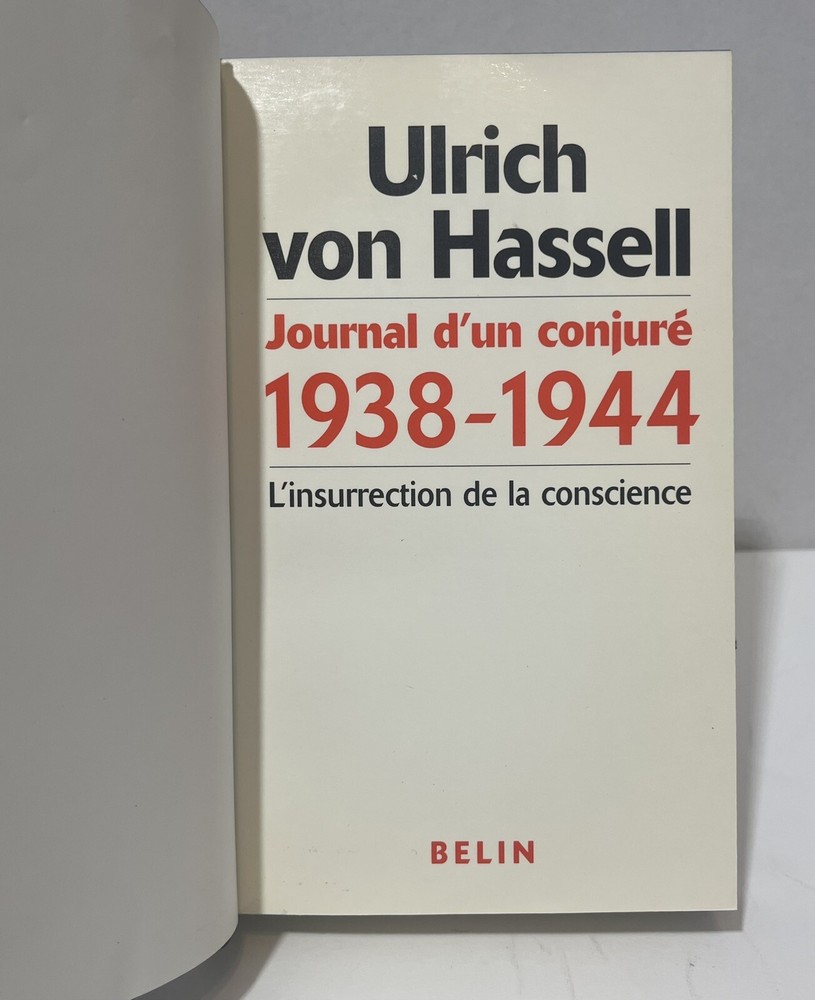 Ulrich
von Hassell
Journal d'un conjuré
1938-1944
L'insurrection de la conscience
BELIN